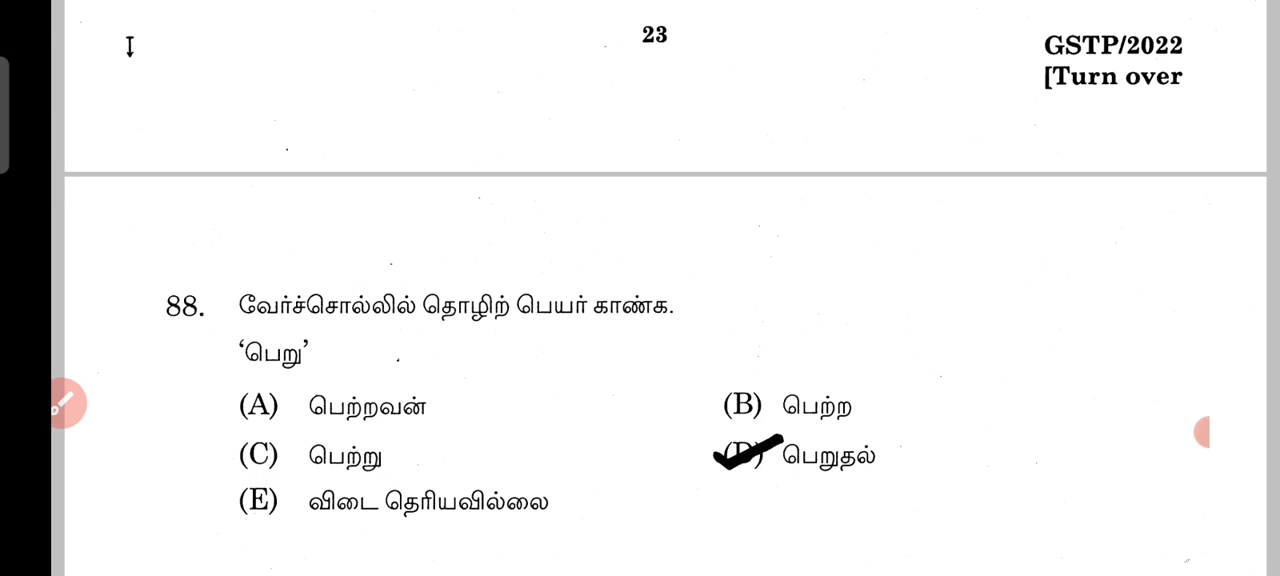 I
23
GSTP/2022
[Turn over
88. வேர்ச்சொல்லில் தொழிற் பெயர் காண்க.
'பெறு'
(A) பெற்றவன் (B) பெற்ற
(C) பெற்று (D) பெறுதல்
(E) விடை தெரியவில்லை